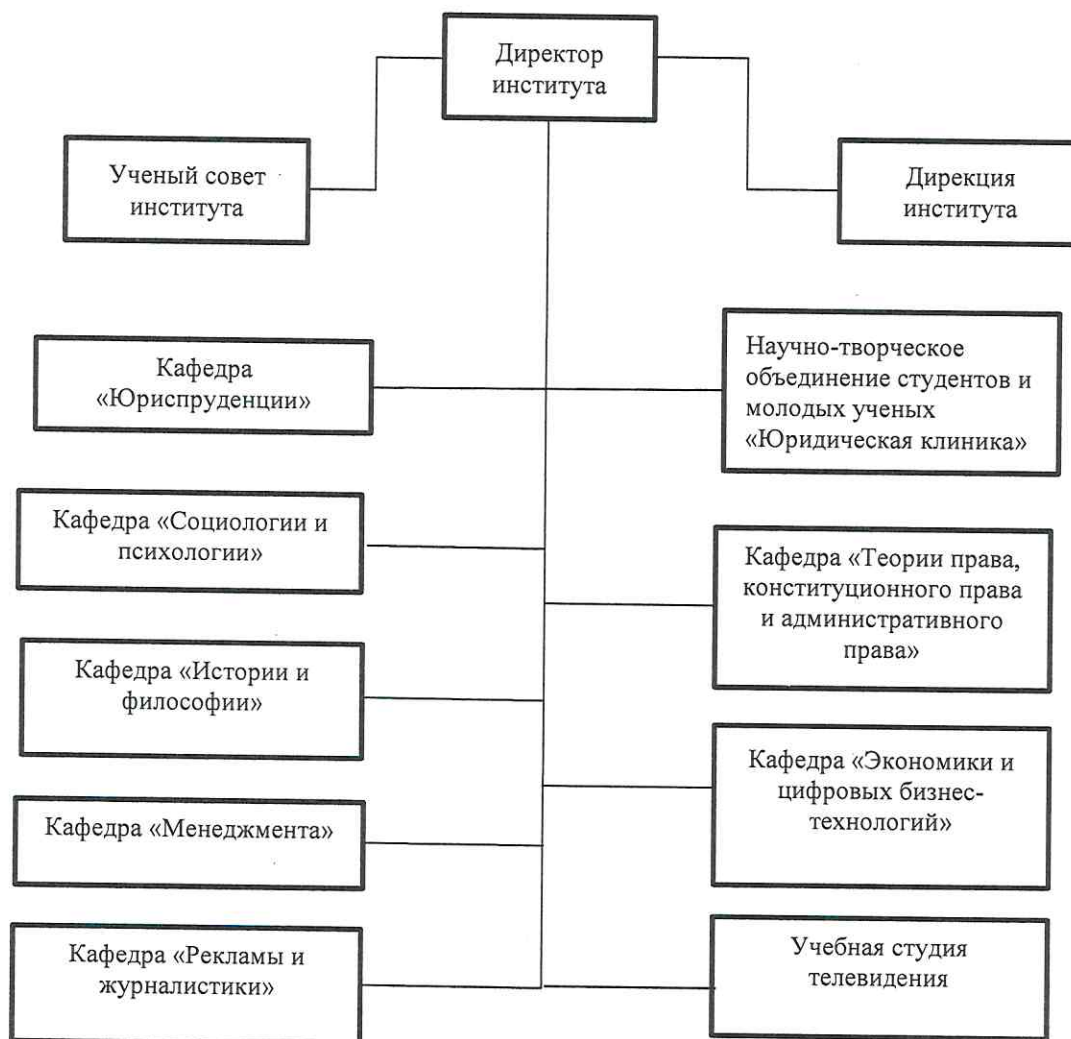 Директор
института
Ученый совет
института
Дирекция
института
Кафедра
«Юриспруденции»
Научно-творческое
объединение студентов и
молодых ученых
«Юридическая клиника»
Кафедра «Социологии и
психологии»
Кафедра «Теории права,
конституционного права
и административного
права»
Кафедра «Истории и
философии»
Кафедра «Экономики и
цифровых бизнес-
технологий»
Кафедра «Менеджмента»
Кафедра «Рекламы и
журналистики»
Учебная студия
телевидения